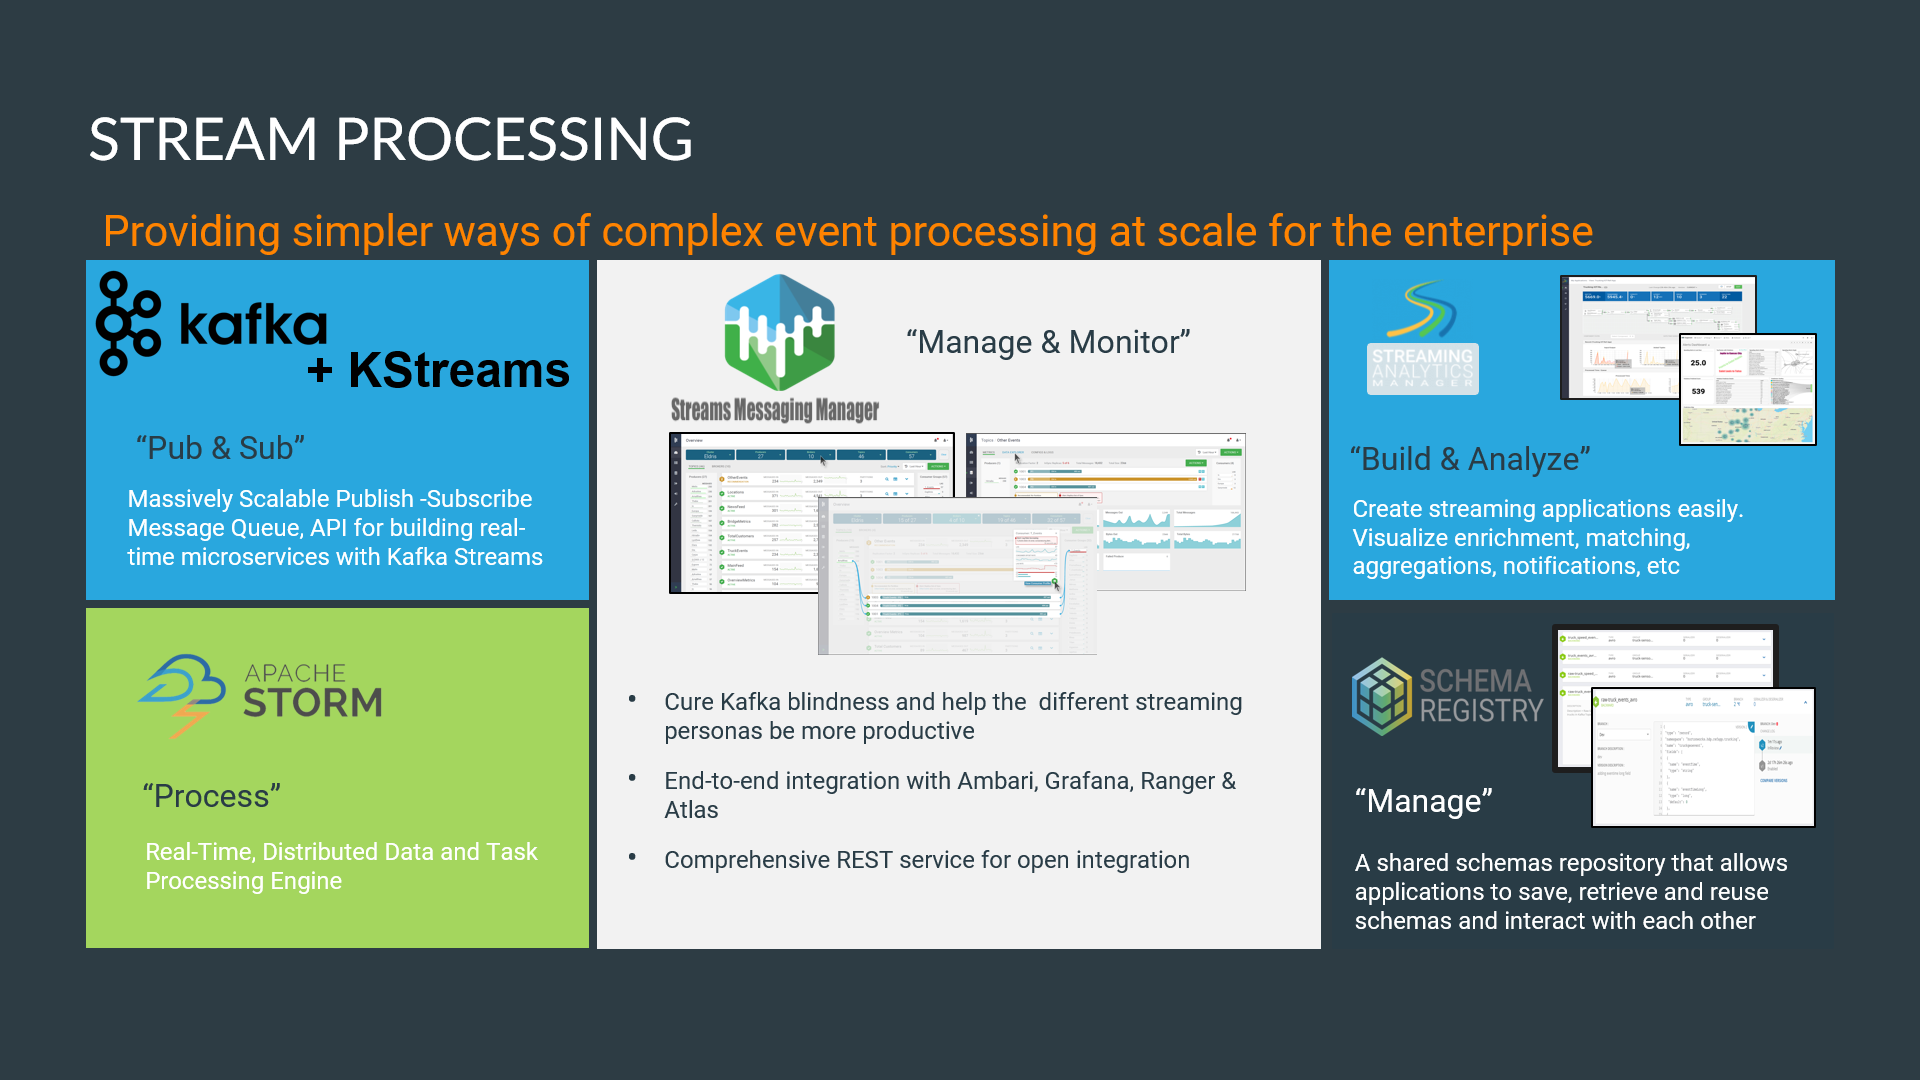 STREAM PROCESSING
Providing simpler ways of complex event processing at scale for the enterprise
kafka
+ KStreams
“Pub & Sub”
Massively Scalable Publish -Subscribe
Message Queue, API for building real-
time microservices with Kafka Streams
APACHE
STORM
“Process”
Real-Time, Distributed Data and Task
Processing Engine
Streams Messaging Manager
“Manage & Monitor”
• Cure Kafka blindness and help the  different streaming
personas be more productive
• End-to-end integration with Ambari, Grafana, Ranger &
Atlas
• Comprehensive REST service for open integration
STREAMING
ANALYTICS
MANAGER
25.0
539
“Build & Analyze”
Create streaming applications easily.
Visualize enrichment, matching,
aggregations, notifications, etc
SCHEMA
REGISTRY
“Manage”
A shared schemas repository that allows
applications to save, retrieve and reuse
schemas and interact with each other